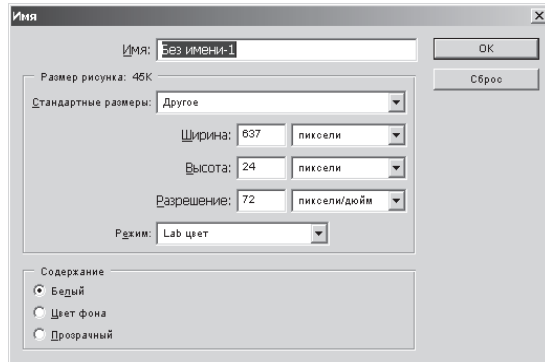 Имя
Имя: Без имени-1
OK
Размер рисунка: 45K
Сброс
Стандартные размеры: Другое
Ширина: 637 пиксели
Высота: 24 пиксели
Разрешение: 72 пиксели/дюйм
Режим: Lab цвет
Содержание
Белый
Цвет фона
Прозрачный